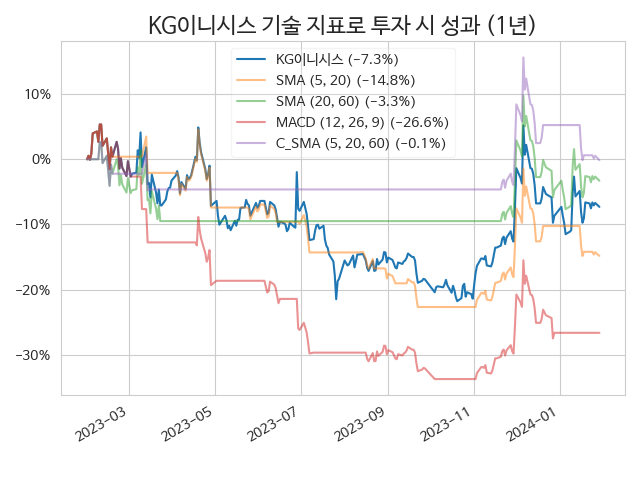 KG이니시스 기술 지표로 투자 시 성과 (1년)
KG이니시스 (−7.3%)
SMA (5, 20) (−14.8%)
SMA (20, 60) (−3.3%)
MACD (12, 26, 9) (−26.6%)
C_SMA (5, 20, 60) (−0.1%)
10%
0%
−10%
−20%
−30%
2023−03
2023−05
2023−07
2023−09
2023−11
2024−01